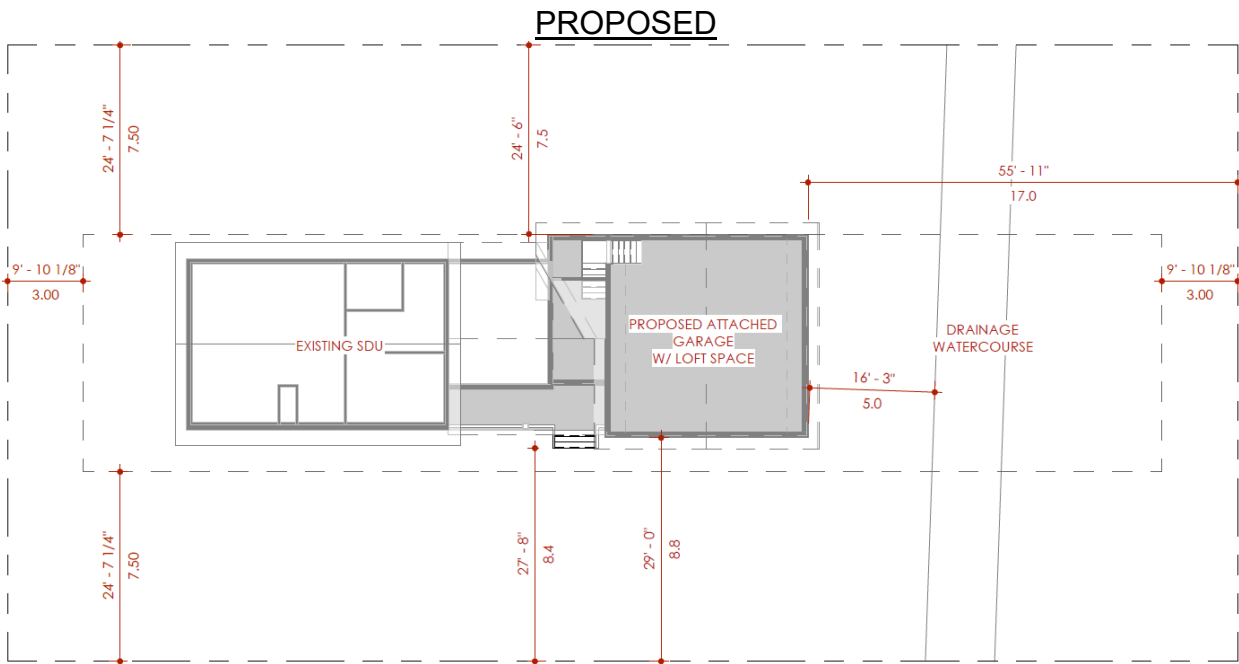 PROPOSED
24' - 7 1/4"
7.50
24' - 6"
7.5
55' - 11"
17.0
9' - 10 1/8"
3.00
9' - 10 1/8"
3.00
EXISTING SDU
PROPOSED ATTACHED
GARAGE
W/ LOFT SPACE
DRAINAGE
WATERCOURSE
16' - 3"
5.0
24' - 7 1/4"
7.50
27' - 8"
8.4
29' - 0"
8.8